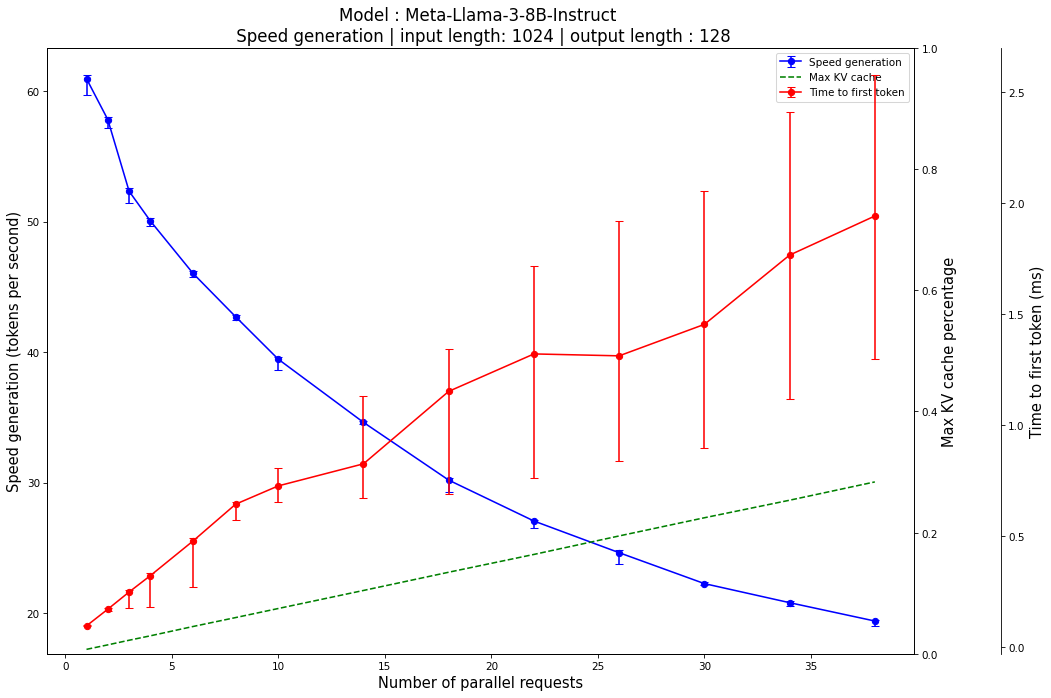 Model : Meta-Llama-3-8B-Instruct
Speed generation | input length: 1024 | output length : 128
Speed generation
Max KV cache
Time to first token
Speed generation (tokens per second)
60
50
40
30
20
1.0
0.8
0.6
0.4
0.2
0.0
Max KV cache percentage
2.5
2.0
1.5
1.0
0.5
0.0
Time to first token (ms)
0
5
10
15
20
25
30
35
Number of parallel requests